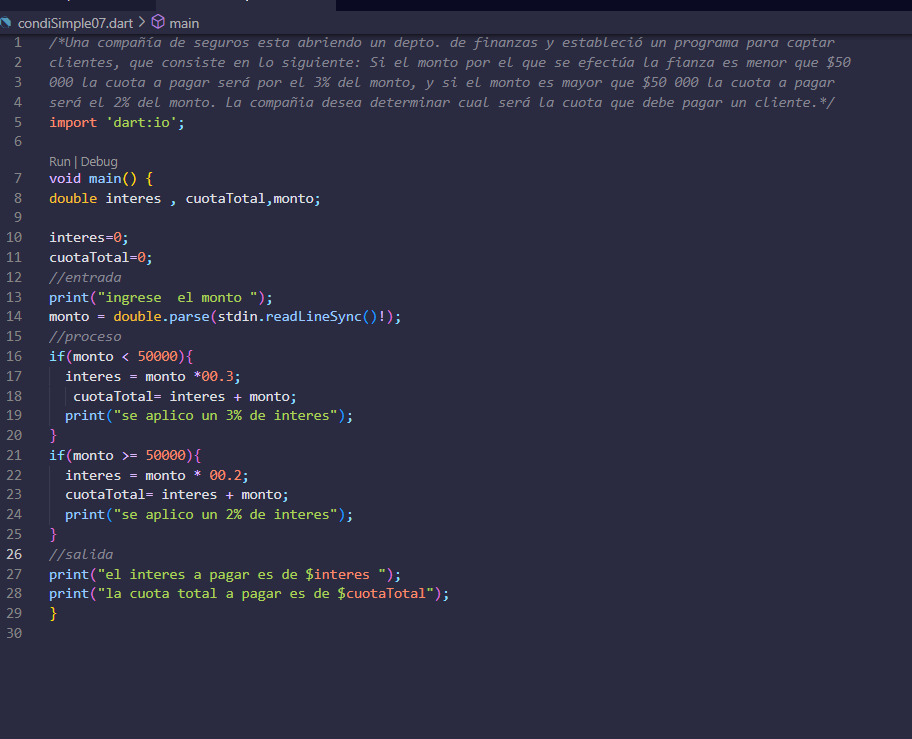 condiSimple07.dart > main
1 /*Una compañía de seguros esta abriendo un depto. de finanzas y estableció un programa para captar
2 clientes, que consiste en lo siguiente: Si el monto por el que se efectúa la fianza es menor que $50
3 000 la cuota a pagar será por el 3% del monto, y si el monto es mayor que $50 000 la cuota a pagar
4 será el 2% del monto. La compañia desea determinar cual será la cuota que debe pagar un cliente.*/
5 import 'dart:io';
6
Run | Debug
7 void main() {
8 double interes , cuotaTotal,monto;
9
10 interes=0;
11 cuotaTotal=0;
12 //entrada
13 print("ingrese  el monto ");
14 monto = double.parse(stdin.readLineSync()!);
15 //proceso
16 if(monto < 50000){
17   interes = monto *00.3;
18    cuotaTotal= interes + monto;
19   print("se aplico un 3% de interes");
20 }
21 if(monto >= 50000){
22   interes = monto * 00.2;
23   cuotaTotal= interes + monto;
24   print("se aplico un 2% de interes");
25 }
26 //salida
27 print("el interes a pagar es de $interes ");
28 print("la cuota total a pagar es de $cuotaTotal");
29 }
30